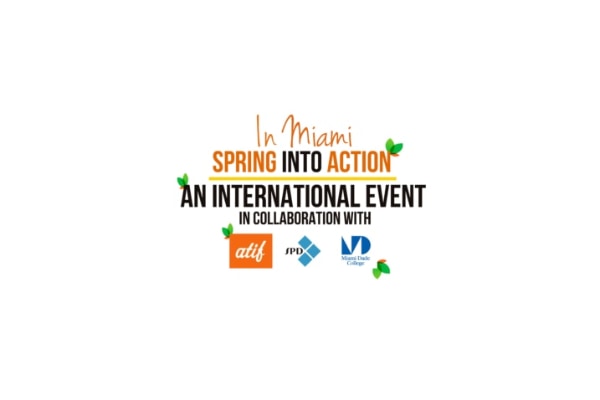 In Miami
SPRING INTO ACTION
AN INTERNATIONAL EVENT
IN COLLABORATION WITH
atif SPD MD
Miami Dade
College